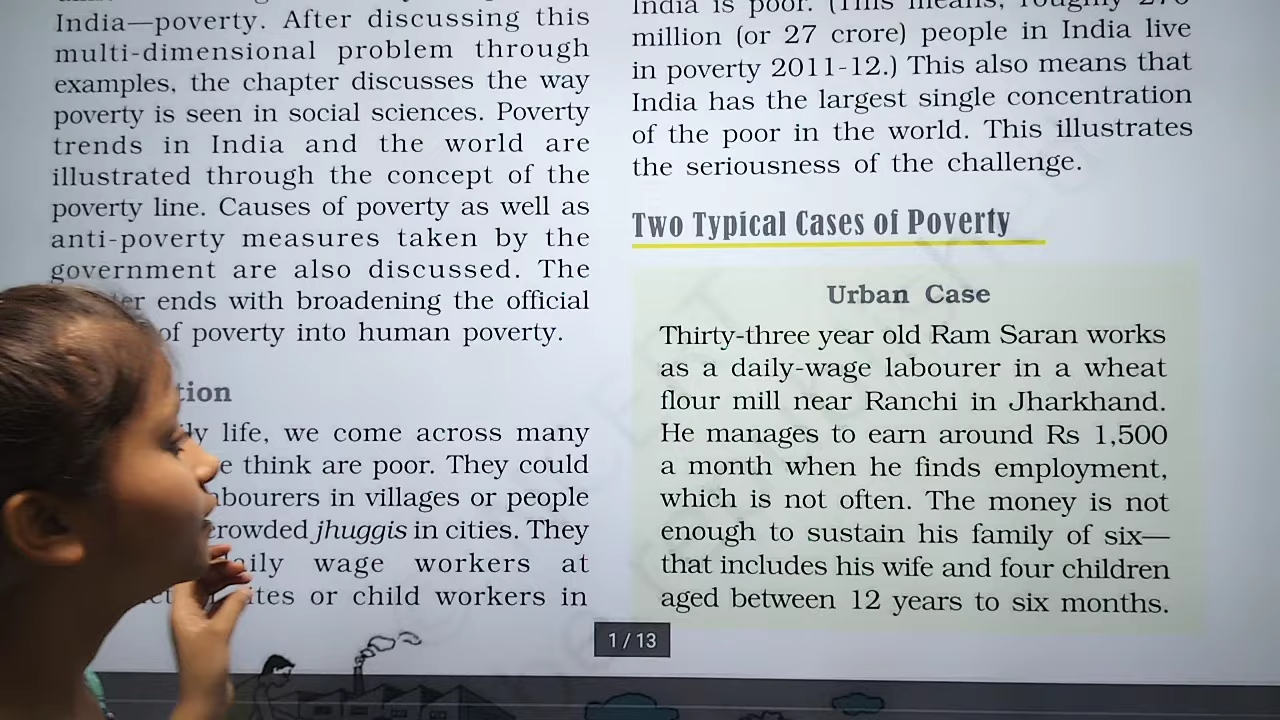 India—poverty. After discussing this
multi-dimensional problem through
examples, the chapter discusses the way
poverty is seen in social sciences. Poverty
trends in India and the world are
illustrated through the concept of the
poverty line. Causes of poverty as well as
anti-poverty measures taken by the
government are also discussed. The
ends with broadening the official
of poverty into human poverty.
life, we come across many
think are poor. They could
in villages or people
jhuggis in cities. They
wage workers at
or child workers in
India is poor. (This means, roughly 270
million (or 27 crore) people in India live
in poverty 2011-12.) This also means that
India has the largest single concentration
of the poor in the world. This illustrates
the seriousness of the challenge.
Two Typical Cases of Poverty
Urban Case
Thirty-three year old Ram Saran works
as a daily-wage labourer in a wheat
flour mill near Ranchi in Jharkhand.
He manages to earn around Rs 1,500
a month when he finds employment,
which is not often. The money is not
enough to sustain his family of six—
that includes his wife and four children
aged between 12 years to six months.
1 / 13